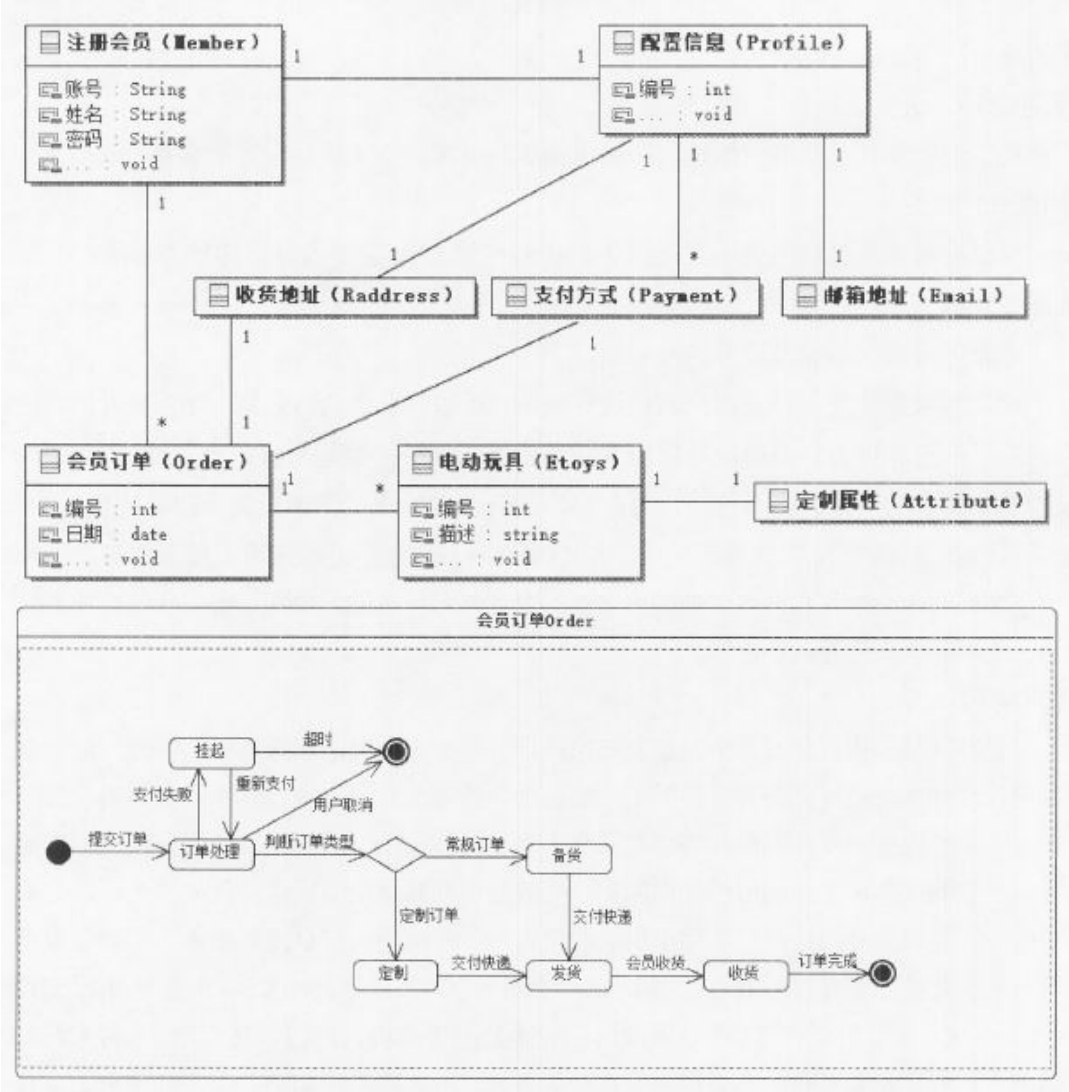 注册会员（Member）
账号 : String
姓名 : String
密码 : String
... : void
配置信息（Profile）
编号 : int
... : void
1
1
1
1
1
1
1
*
1
收货地址（Raddress）
支付方式（Payment）
邮箱地址（Email）
1
1
*
1
会员订单（Order）
编号 : int
日期 : date
... : void
1
1
*
电动玩具（Etoys）
编号 : int
描述 : string
... : void
1
1
定制属性（Attribute）
会员订单Order
挂起
超时
支付失败
重新支付
用户取消
提交订单
订单处理
判断订单类型
常规订单
备货
定制订单
交付快递
定制
交付快递
发货
会员收货
收货
订单完成